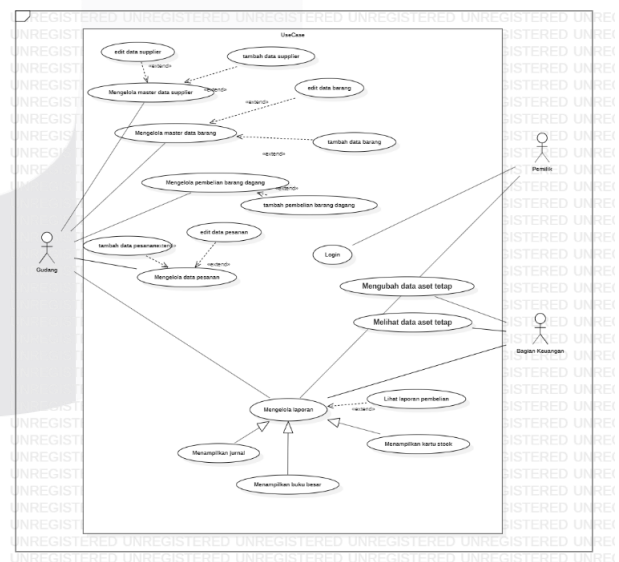 UNREGISTERED UNREGISTERED UNREGISTERED UNREGISTERED UNREGI
UseCase
edit data supplier
tambah data supplier
<extend>
Mengelola master data supplier
<extend>
edit data barang
Mengelola master data barang
tambah data barang
<extend>
Pemilik
Mengelola pembelian barang dagang
<extend>
tambah pembelian barang dagang
edit data pesanan
tambah data pesanan
<extend>
Login
Gudang
<extend>
Mengelola data pesanan
Mengubah data aset tetap
Melihat data aset tetap
Bagian Keuangan
Lihat laporan pembelian
<extend>
Mengelola laporan
Menampilkan kartu stock
Menampilkan jurnal
Menampilkan buku besar
UNREGISTERED UNREGISTERED UNREGISTERED UNREGISTERED UNREGI